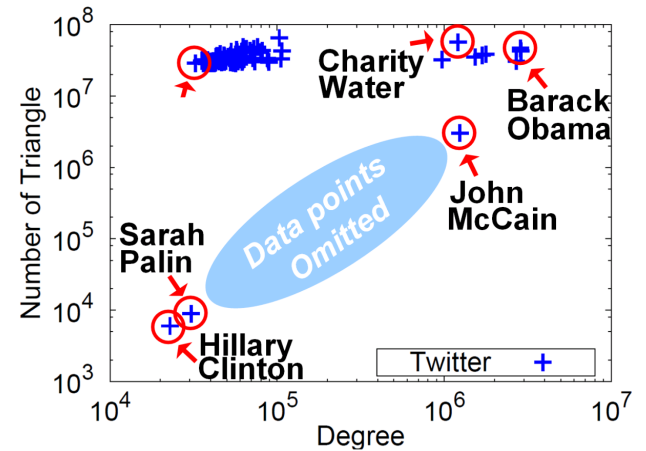 Number of Triangle
10^8
10^7
10^6
10^5
10^4
10^3
Charity
Water
Barack
Obama
John
McCain
Data points
Omitted
Sarah
Palin
Hillary
Clinton
Twitter
10^4
10^5
10^6
10^7
Degree